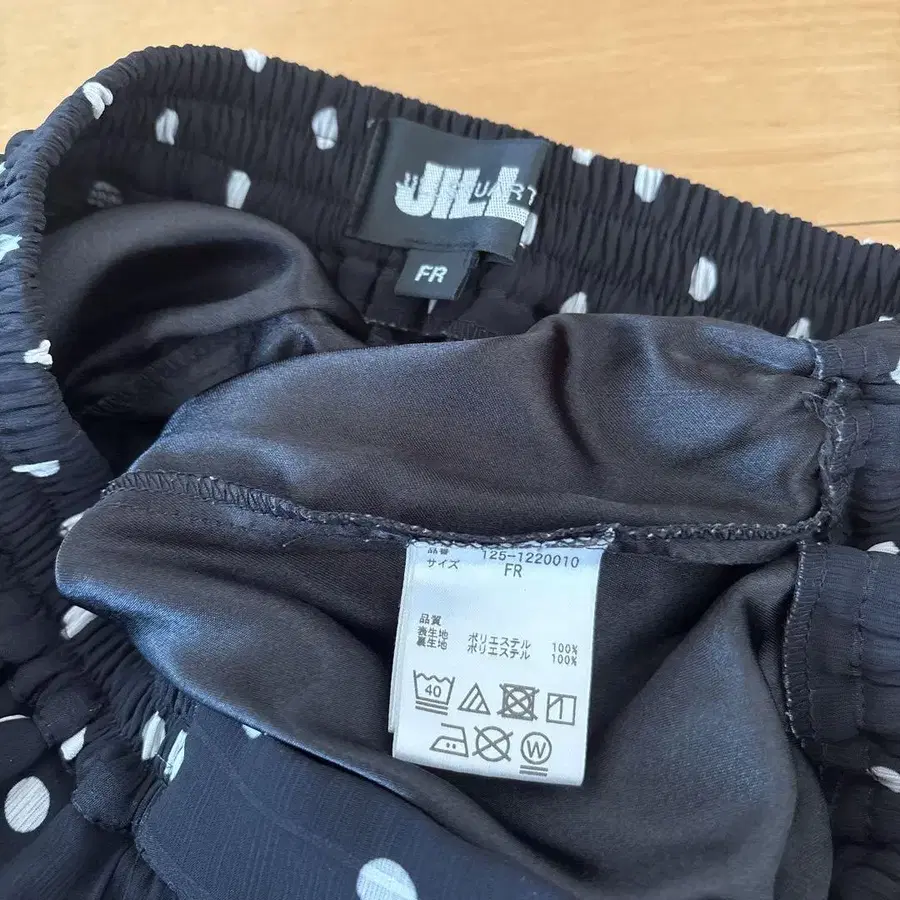 JILL
FR
品番 125-1220010
サイズ FR
品質
表生地 ポリエステル 100%
裏生地 ポリエステル 100%
40
W